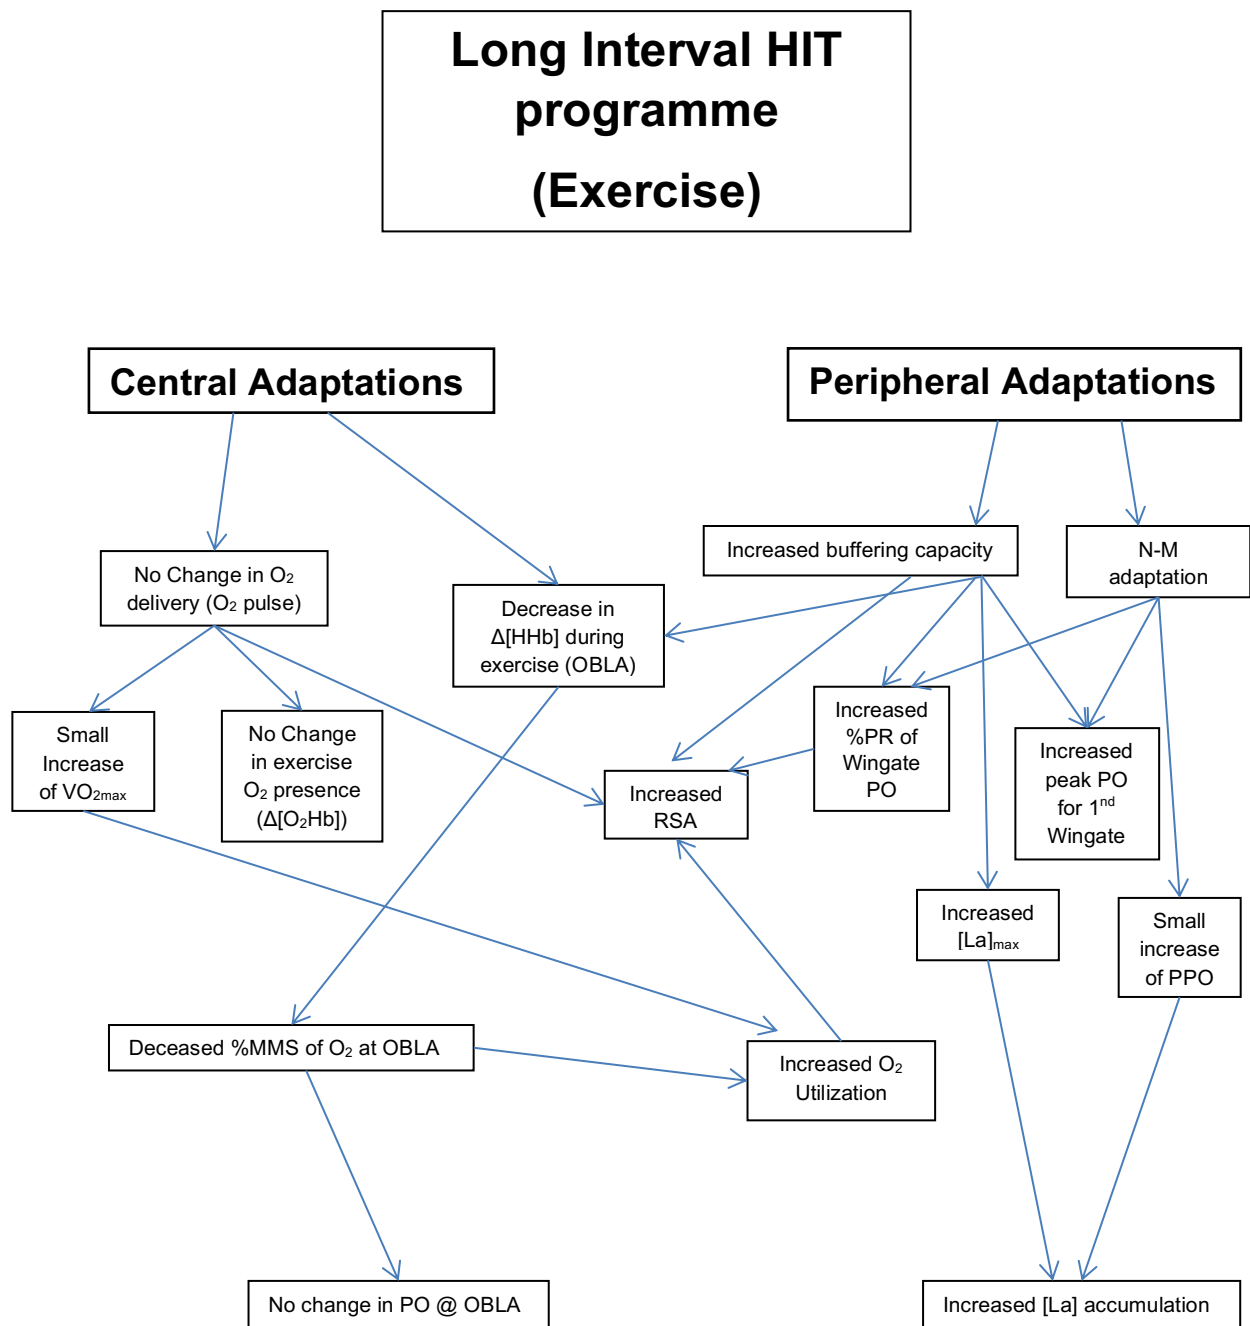 Long Interval HIT
programme
(Exercise)
Central Adaptations
Peripheral Adaptations
No Change in O₂
delivery (O₂ pulse)
Decrease in
Δ[HHb] during
exercise (OBLA)
Increased buffering capacity
N-M
adaptation
Small
Increase
of VO₂max
No Change
in exercise
O₂ presence
(Δ[O₂Hb])
Increased
RSA
Increased
%PR of
Wingate
PO
Increased
peak PO
for 1ⁿᵈ
Wingate
Increased
[La]max
Small
increase
of PPO
Deceased %MMS of O₂ at OBLA
Increased O₂
Utilization
No change in PO @ OBLA
Increased [La] accumulation